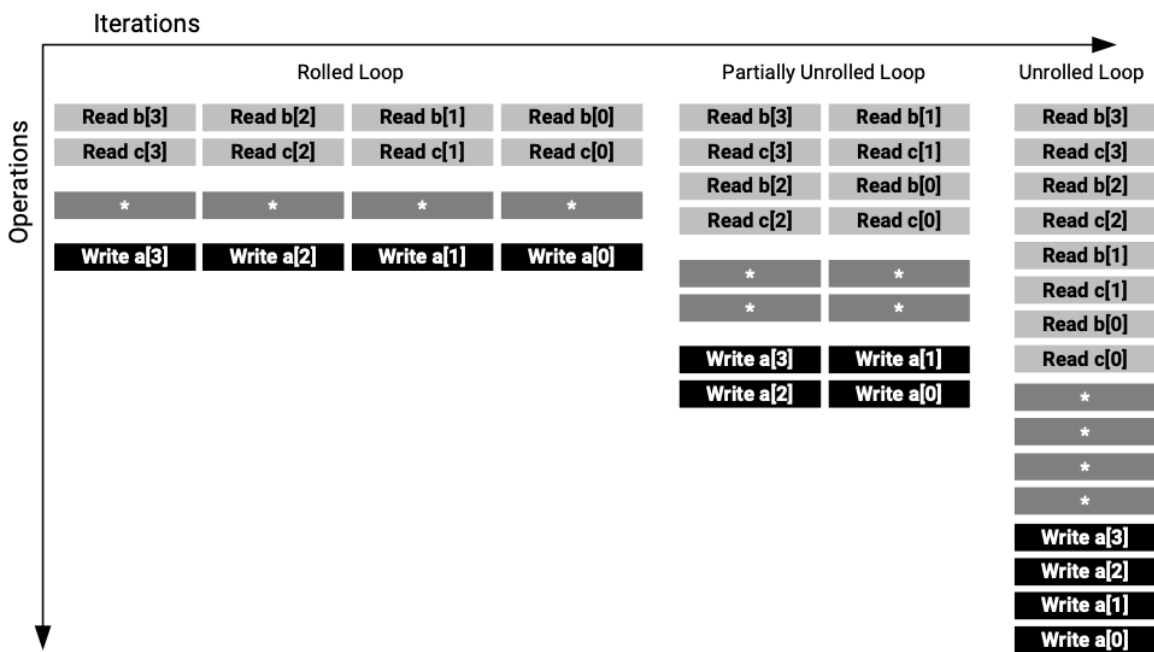 Iterations
Operations
Rolled Loop Partially Unrolled Loop Unrolled Loop
Read b[3] Read b[2] Read b[1] Read b[0] Read b[3] Read b[1] Read b[3]
Read c[3] Read c[2] Read c[1] Read c[0] Read c[3] Read c[1] Read c[3]
Read b[2] Read b[0] Read b[2]
* * * *
Read c[2] Read c[0] Read c[2]
Write a[3] Write a[2] Write a[1] Write a[0] Read b[1]
* * Read c[1]
* * Read b[0]
Write a[3] Write a[1] Read c[0]
Write a[2] Write a[0] *
*
*
*
Write a[3]
Write a[2]
Write a[1]
Write a[0]